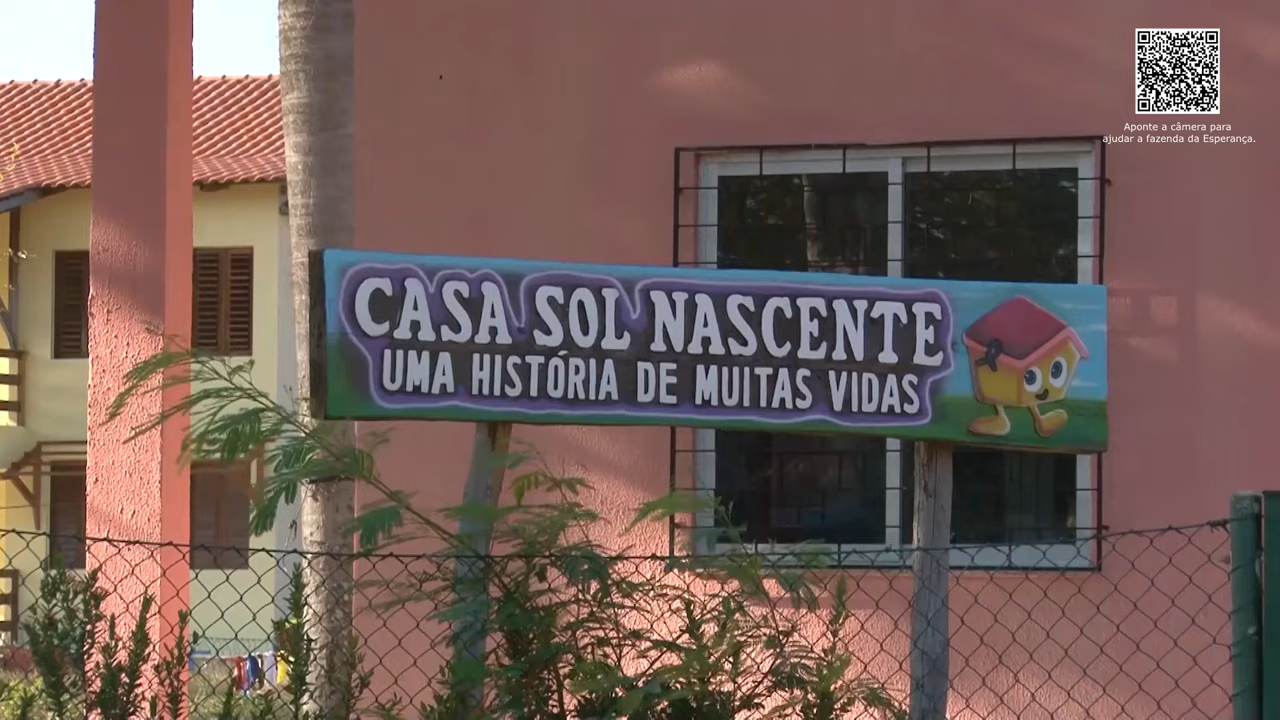 Aponte a câmera para
ajudar a fazenda da Esperança.
CASA SOL NASCENTE
UMA HISTÓRIA DE MUITAS VIDAS